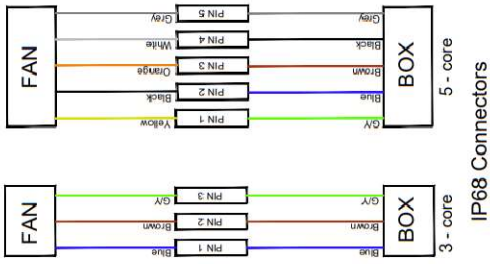 Gray PIN 5 Grey
White PIN 4 Black
FAN Orange PIN 3 Brown BOX
Black PIN 2 Blue
Yellow PIN 1 G/Y
5 - core
G/Y PIN 3 G/Y
FAN Brown PIN 2 Brown BOX
Blue PIN 1 Blue
3 - core
IP68 Connectors